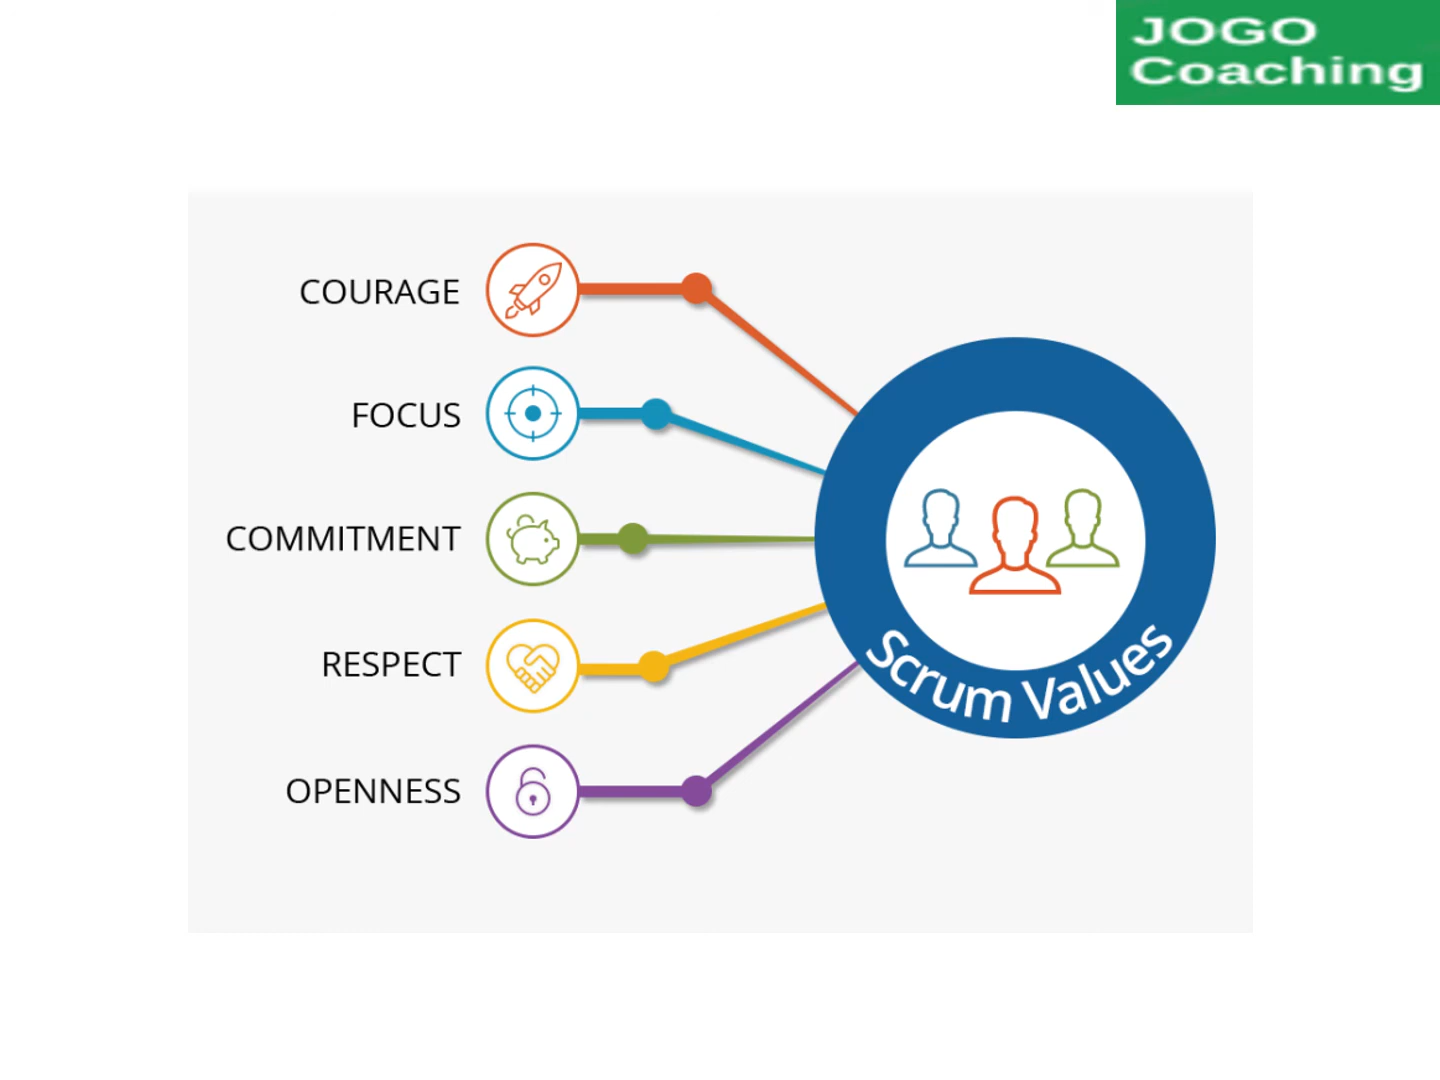 JOGO
Coaching
COURAGE
FOCUS
COMMITMENT
RESPECT
OPENNESS
Scrum Values